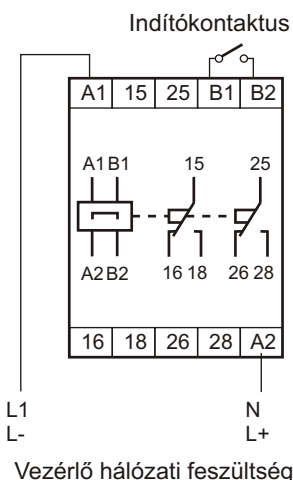 Indítókontaktus
A1 15 25 B1 B2
A1 B1 15 25
A2 B2 16 18 26 28
16 18 26 28 A2
L1 N
L- L+
Vezérlő hálózati feszültség